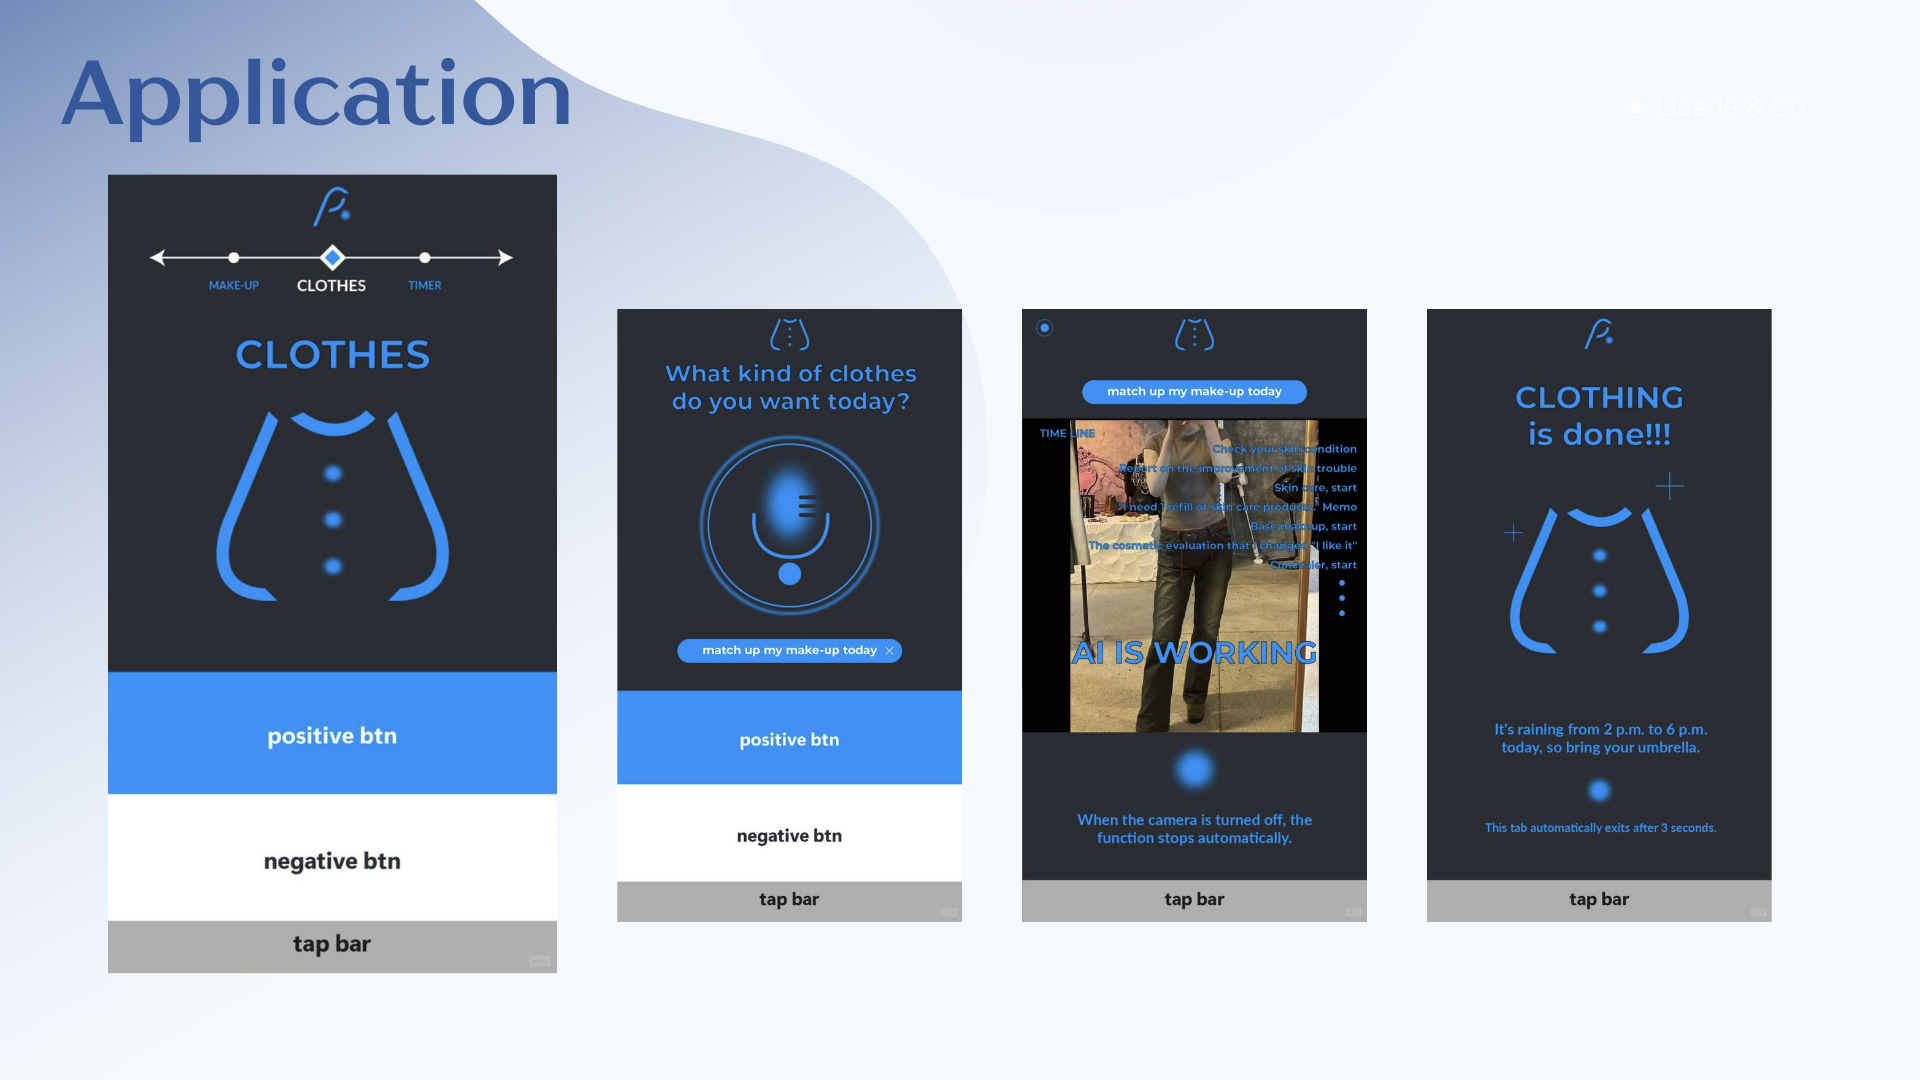 Application
Liceria & Co.
MAKE-UP
CLOTHES
TIMER
CLOTHES
positive btn
negative btn
tap bar
What kind of clothes
do you want today?
match up my make-up today
positive btn
negative btn
tap bar
match up my make-up today
TIME LINE
Check your skin condition
Report on the improvement of skin trouble
Skin care, start
"I need 1 refill of skin care products." Memo
Base make-up, start
The cosmetic evaluation that I changed "I like it"
Concealer, start
AI IS WORKING
When the camera is turned off, the
function stops automatically.
tap bar
CLOTHING
is done!!!
It's raining from 2 p.m. to 6 p.m.
today, so bring your umbrella.
This tab automatically exits after 3 seconds.
tap bar